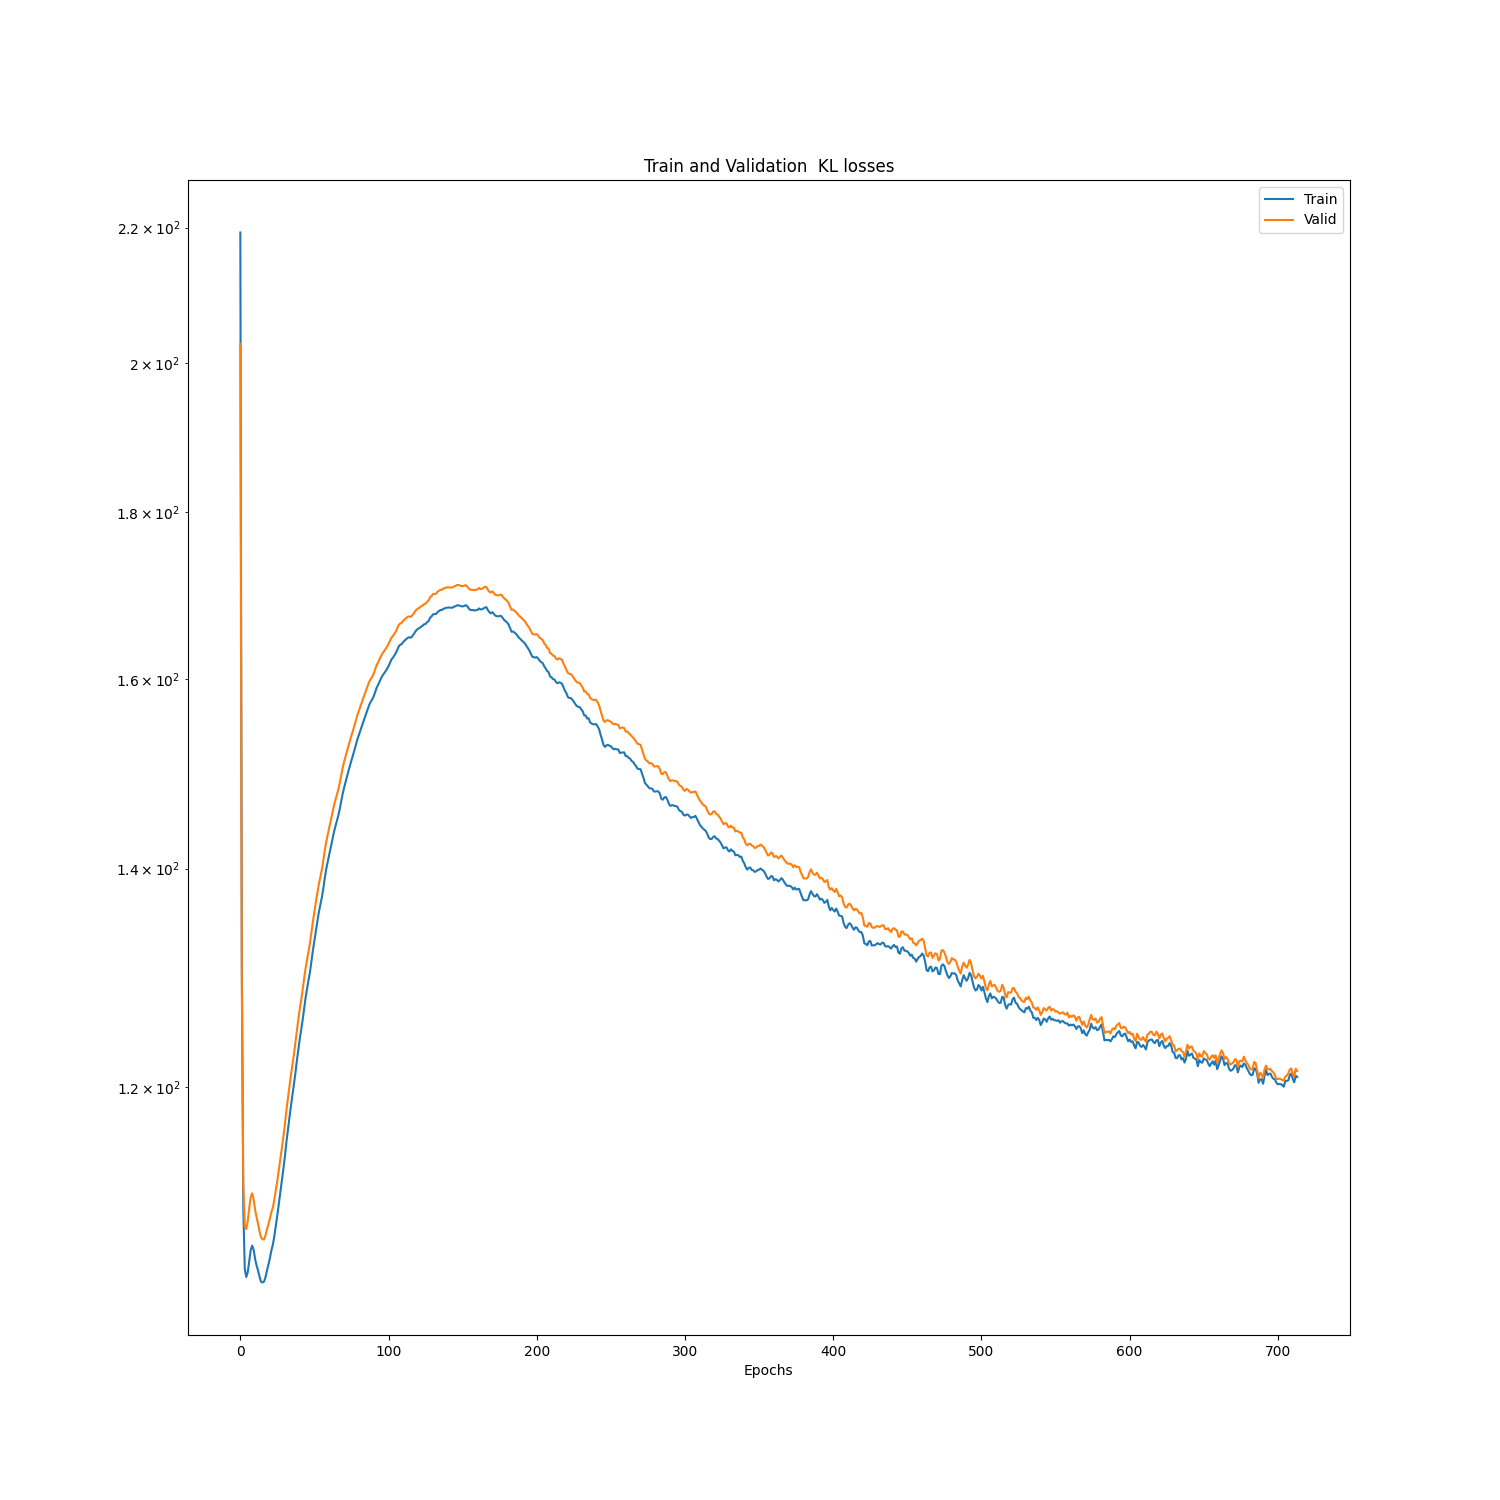 Train and Validation  KL losses
Train
Valid
2.2 × 10²
2 × 10²
1.8 × 10²
1.6 × 10²
1.4 × 10²
1.2 × 10²
0 100 200 300 400 500 600 700
Epochs